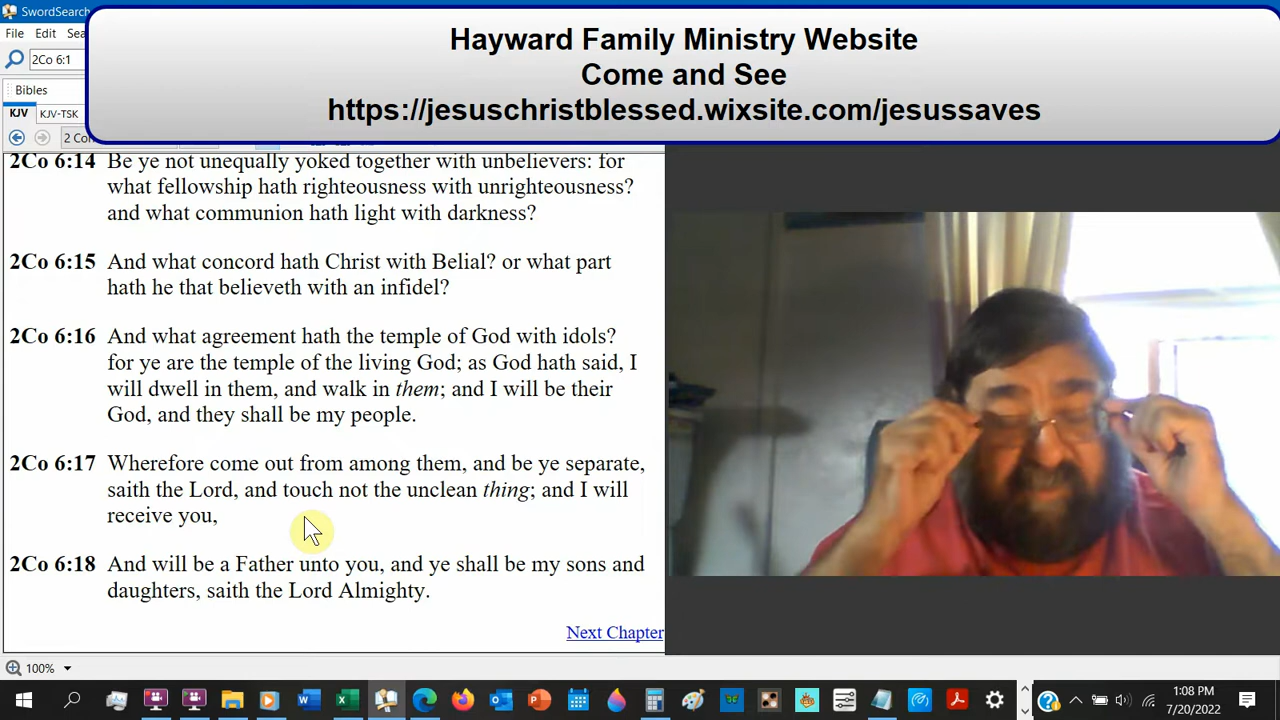 SwordSearch
Hayward Family Ministry Website
Come and See
https://jesuschristblessed.wixsite.com/jesussaves
File Edit Sea
2Co 6:1
Bibles
KJV KJV-TSK
2 Co
2Co 6:14 Be ye not unequally yoked together with unbelievers: for
what fellowship hath righteousness with unrighteousness?
and what communion hath light with darkness?
2Co 6:15 And what concord hath Christ with Belial? or what part
hath he that believeth with an infidel?
2Co 6:16 And what agreement hath the temple of God with idols?
for ye are the temple of the living God; as God hath said, I
will dwell in them, and walk in them; and I will be their
God, and they shall be my people.
2Co 6:17 Wherefore come out from among them, and be ye separate,
saith the Lord, and touch not the unclean thing; and I will
receive you,
2Co 6:18 And will be a Father unto you, and ye shall be my sons and
daughters, saith the Lord Almighty.
Next Chapter
100%
1:08 PM
7/20/2022